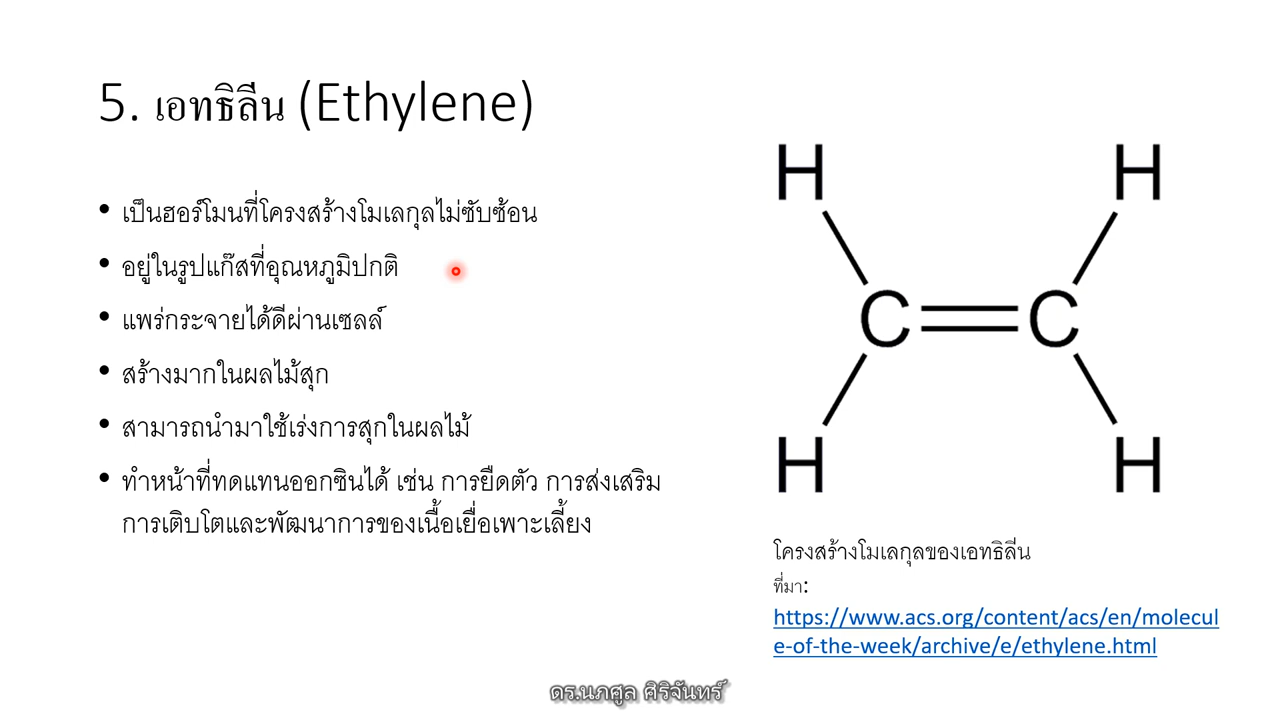 5. เอทธิลีน (Ethylene)
• เป็นฮอร์โมนที่โครงสร้างโมเลกุลไม่ซับซ้อน
• อยู่ในรูปแก๊สที่อุณหภูมิปกติ
• แพร่กระจายได้ดีผ่านเซลล์
• สร้างมากในผลไม้สุก
• สามารถนำมาใช้เร่งการสุกในผลไม้
• ทำหน้าที่ทดแทนออกซินได้ เช่น การยืดตัว การส่งเสริม
การเติบโตและพัฒนาการของเนื้อเยื่อเพาะเลี้ยง
H H
C C
H H
โครงสร้างโมเลกุลของเอทธิลีน
ที่มา:
https://www.acs.org/content/acs/en/molecul
e-of-the-week/archive/e/ethylene.html
ดร.นภศูล ศิริจันทร์